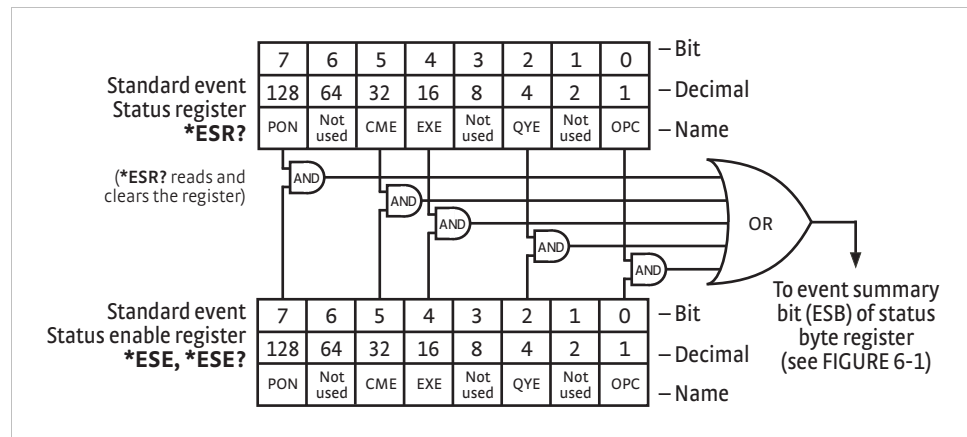 7 6 5 4 3 2 1 0 – Bit
Standard event
Status register
*ESR?
128 64 32 16 8 4 2 1 – Decimal
PON Not used CME EXE Not used QYE Not used OPC – Name
(*ESR? reads and
clears the register)
AND
AND
AND
AND
AND
OR
To event summary
bit (ESB) of status
byte register
(see FIGURE 6-1)
Standard event
Status enable register
*ESE, *ESE?
7 6 5 4 3 2 1 0 – Bit
128 64 32 16 8 4 2 1 – Decimal
PON Not used CME EXE Not used QYE Not used OPC – Name